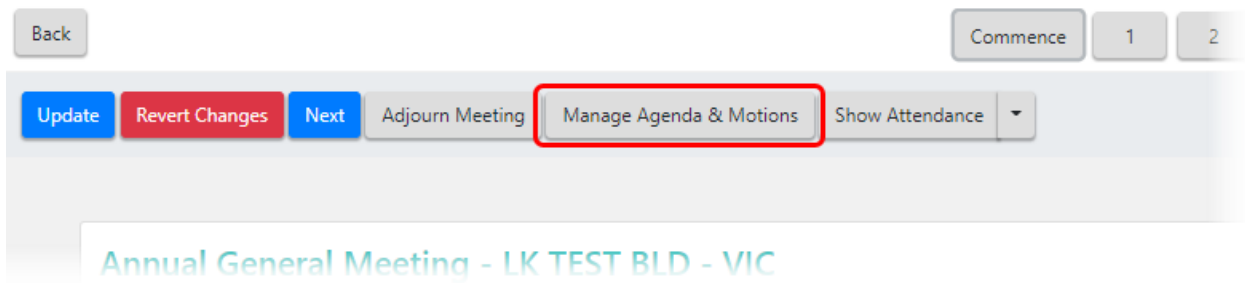 Back Commence 1 2
Update Revert Changes Next Adjourn Meeting Manage Agenda & Motions Show Attendance
Annual General Meeting - LK TEST BLD - VIC